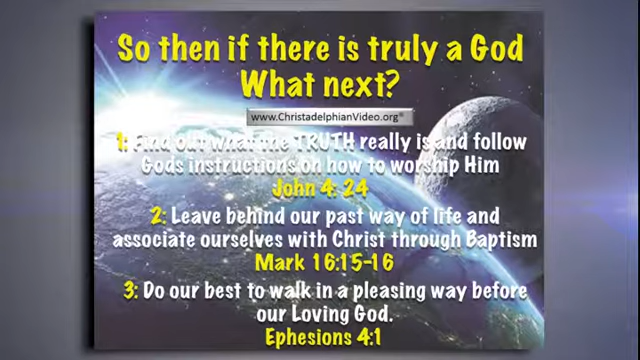 So then if there is truly a God
What next?
www.ChristadelphianVideo.org®
1: Find out what the TRUTH really is and follow
Gods instructions on how to worship Him
John 4: 24
2: Leave behind our past way of life and
associate ourselves with Christ through Baptism
Mark 16:15-16
3: Do our best to walk in a pleasing way before
our Loving God.
Ephesions 4:1